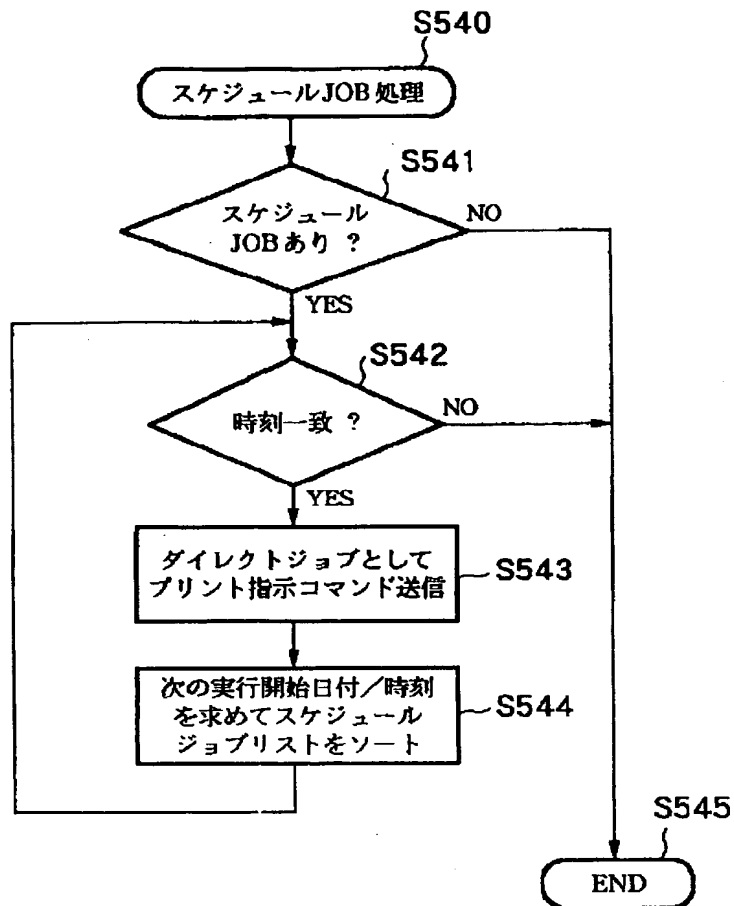 S540
スケジュールJOB処理
S541
スケジュール
JOBあり ?
NO
YES
S542
時刻一致 ?
NO
YES
ダイレクトジョブとして
プリント指示コマンド送信
S543
次の実行開始日付/時刻
を求めてスケジュール
ジョブリストをソート
S544
S545
END